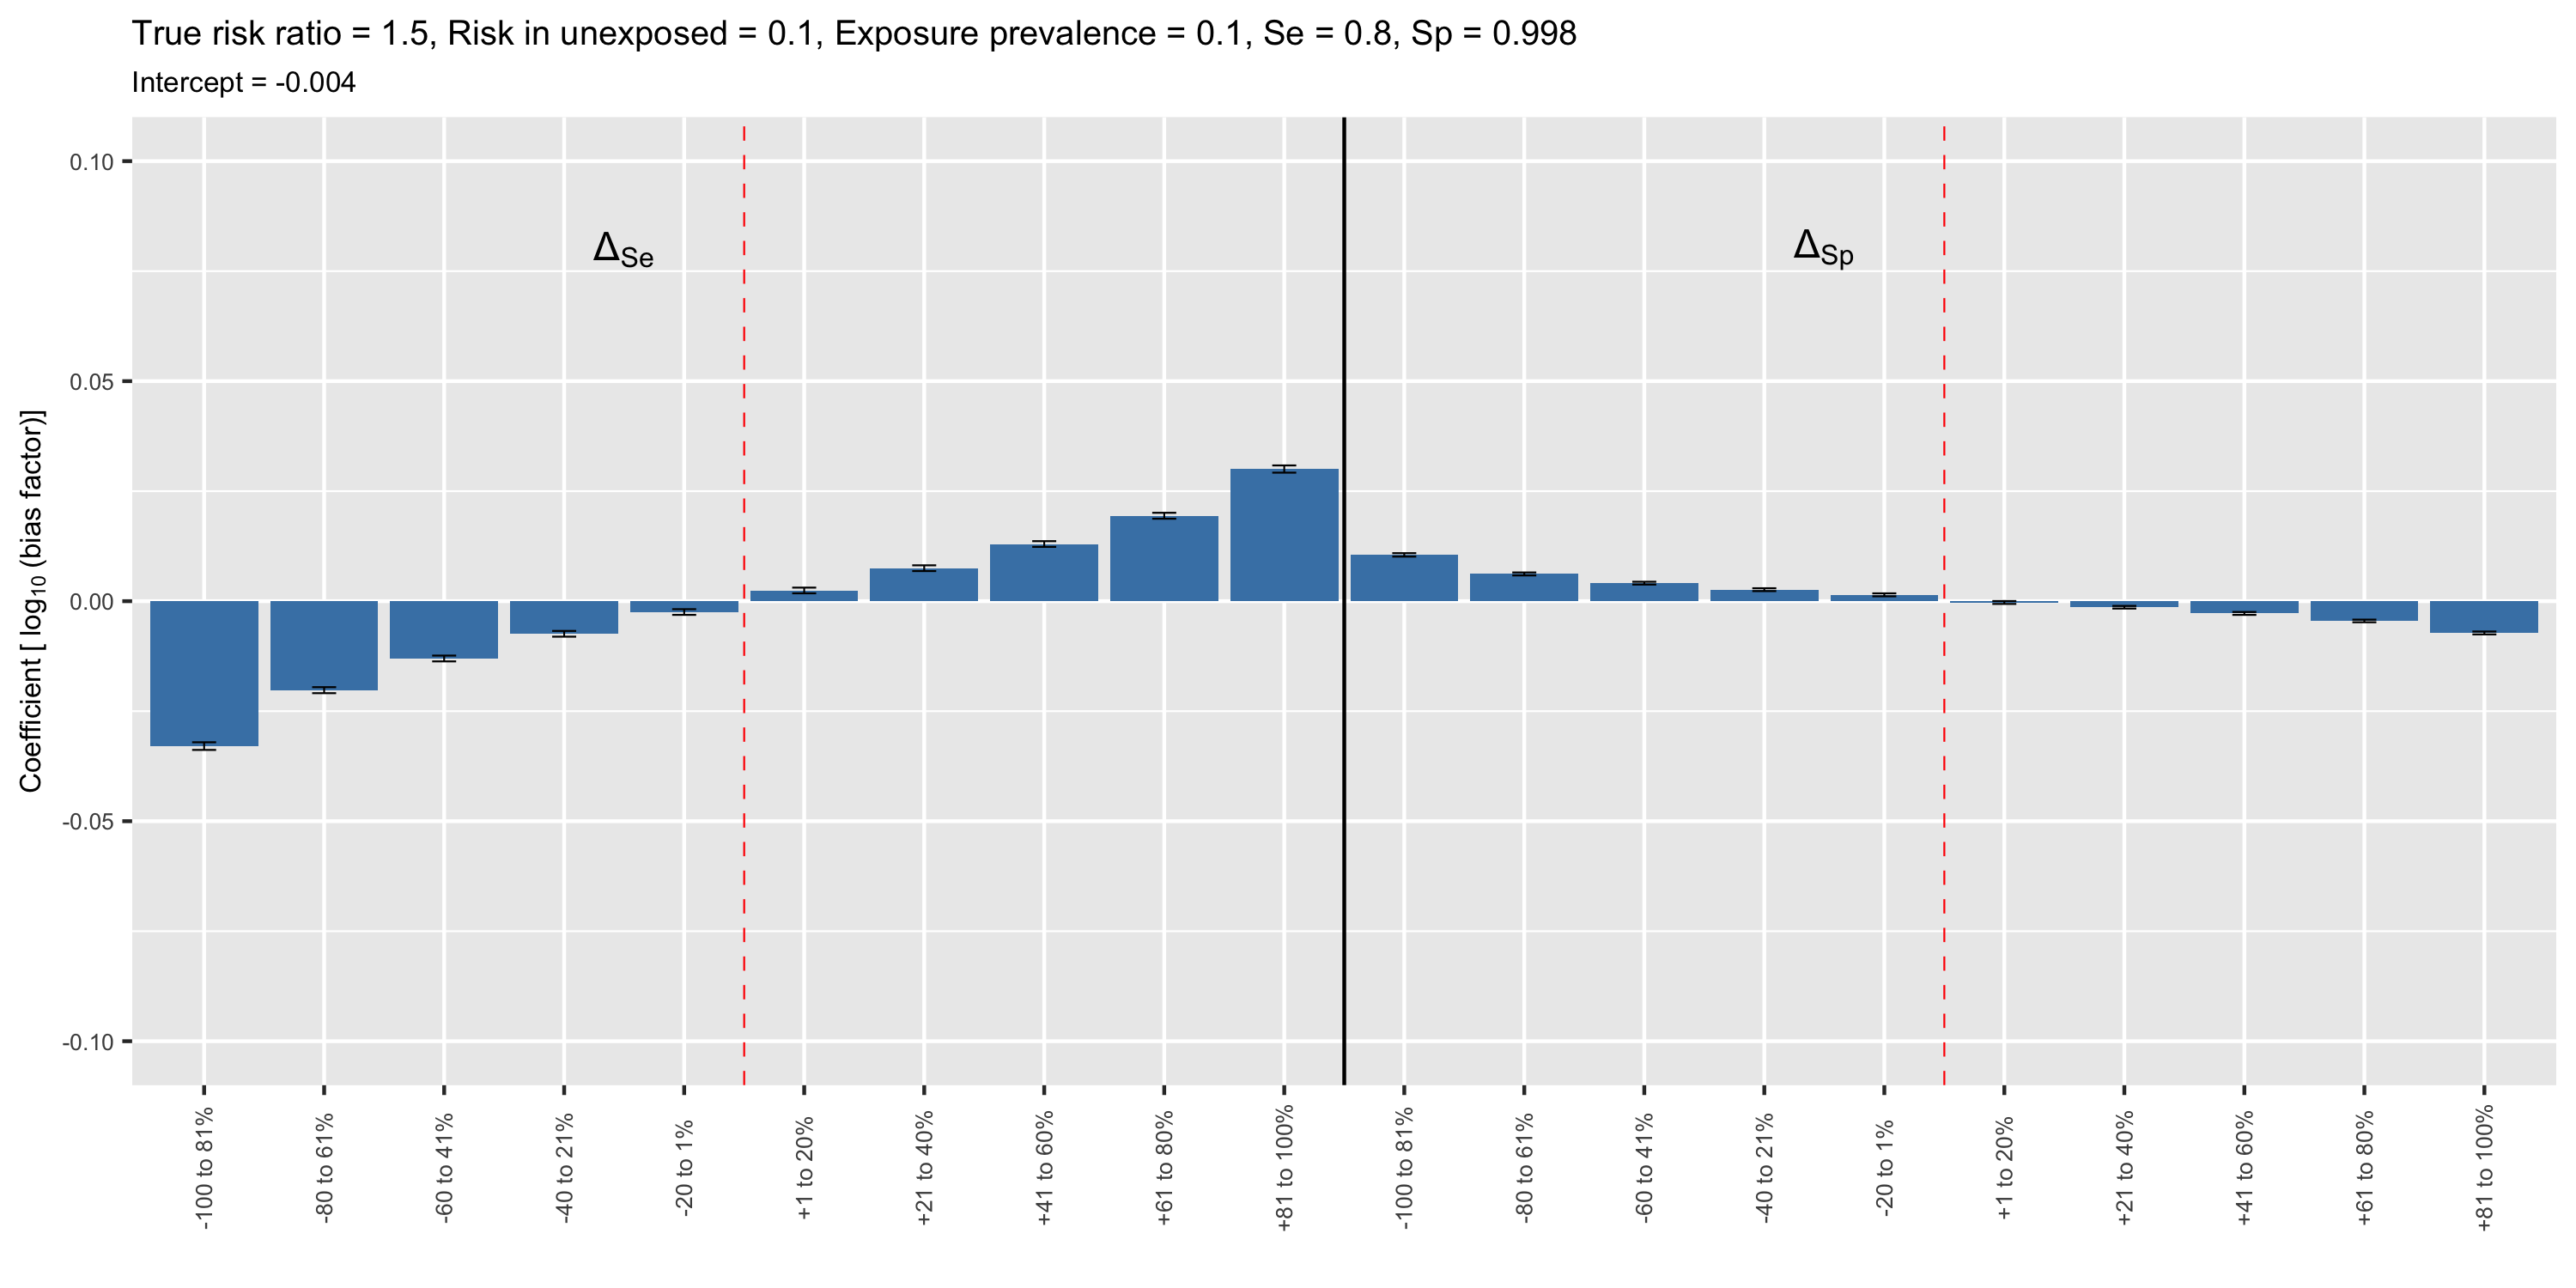 True risk ratio = 1.5, Risk in unexposed = 0.1, Exposure prevalence = 0.1, Se = 0.8, Sp = 0.998
Intercept = -0.004
Coefficient [ log10 (bias factor)]
0.10
0.05
0.00
-0.05
-0.10
ΔSe
ΔSp
-100 to 81%
-80 to 61%
-60 to 41%
-40 to 21%
-20 to 1%
+1 to 20%
+21 to 40%
+41 to 60%
+61 to 80%
+81 to 100%
-100 to 81%
-80 to 61%
-60 to 41%
-40 to 21%
-20 to 1%
+1 to 20%
+21 to 40%
+41 to 60%
+61 to 80%
+81 to 100%